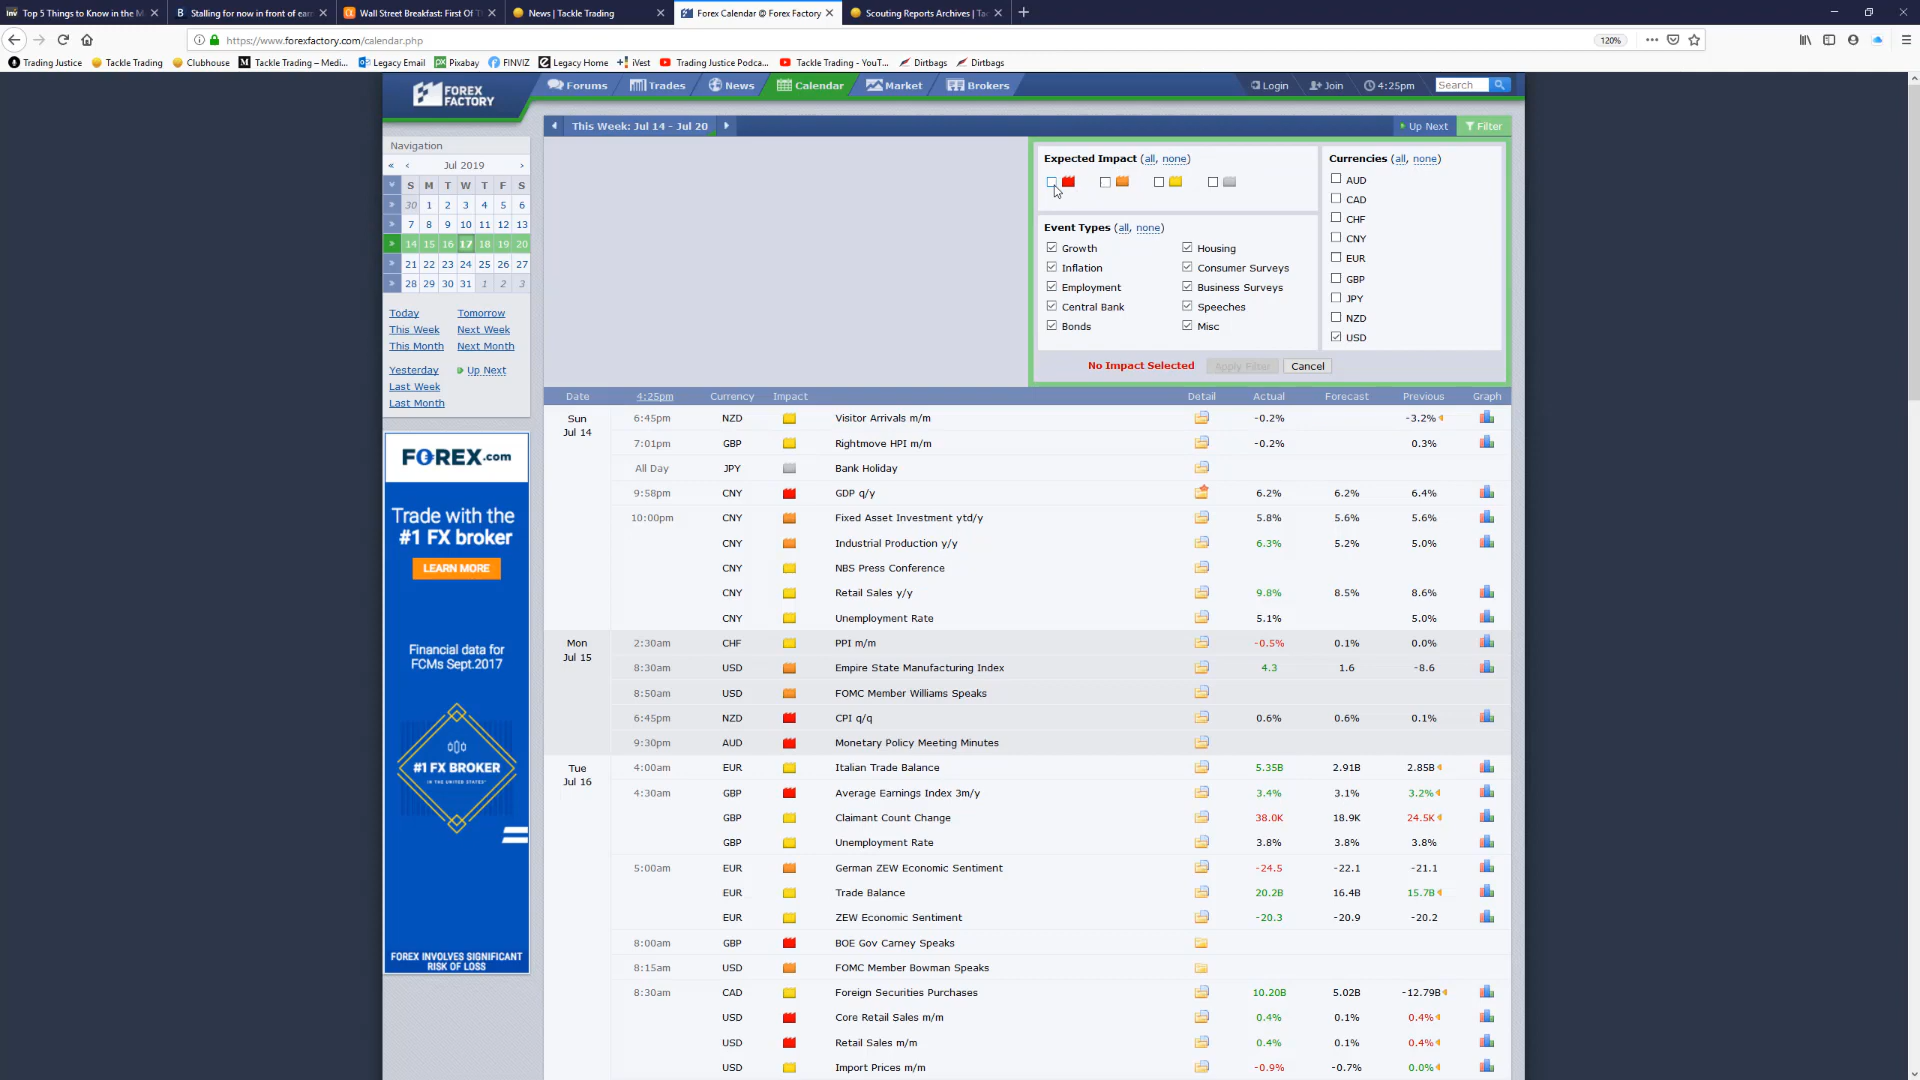 Top 5 Things to Know in the M
Stalling for now in front of earn
Wall Street Breakfast: First Of T
News | Tackle Trading
Forex Calendar @ Forex Factory
Scouting Reports Archives | Ta
https://www.forexfactory.com/calendar.php
120%
Trading Justice
Tackle Trading
Clubhouse
Tackle Trading – Medi...
Legacy Email
Pixabay
FINVIZ
Legacy Home
iVest
Trading Justice Podca...
Tackle Trading - YouT...
Dirtbags
Dirtbags
FOREX FACTORY
Forums
Trades
News
Calendar
Market
Brokers
Login
Join
4:25pm
Search
This Week: Jul 14 - Jul 20
Up Next
Filter
Navigation
« ‹ Jul 2019 ›
S M T W T F S
30 1 2 3 4 5 6
7 8 9 10 11 12 13
14 15 16 17 18 19 20
21 22 23 24 25 26 27
28 29 30 31 1 2 3
Today Tomorrow
This Week Next Week
This Month Next Month
Yesterday Up Next
Last Week
Last Month
FOREX.com
Trade with the
#1 FX broker
LEARN MORE
Financial data for
FCMs Sept.2017
#1 FX BROKER
IN THE UNITED STATES*
FOREX INVOLVES SIGNIFICANT
RISK OF LOSS
Expected Impact (all, none)
Event Types (all, none)
Growth Housing
Inflation Consumer Surveys
Employment Business Surveys
Central Bank Speeches
Bonds Misc
Currencies (all, none)
AUD
CAD
CHF
CNY
EUR
GBP
JPY
NZD
USD
No Impact Selected Apply Filter Cancel
Date 4:25pm Currency Impact Detail Actual Forecast Previous Graph
Sun Jul 14 6:45pm NZD Visitor Arrivals m/m -0.2% -3.2%
7:01pm GBP Rightmove HPI m/m -0.2% 0.3%
All Day JPY Bank Holiday
9:58pm CNY GDP q/y 6.2% 6.2% 6.4%
10:00pm CNY Fixed Asset Investment ytd/y 5.8% 5.6% 5.6%
CNY Industrial Production y/y 6.3% 5.2% 5.0%
CNY NBS Press Conference
CNY Retail Sales y/y 9.8% 8.5% 8.6%
CNY Unemployment Rate 5.1% 5.0%
Mon Jul 15 2:30am CHF PPI m/m -0.5% 0.1% 0.0%
8:30am USD Empire State Manufacturing Index 4.3 1.6 -8.6
8:50am USD FOMC Member Williams Speaks
6:45pm NZD CPI q/q 0.6% 0.6% 0.1%
9:30pm AUD Monetary Policy Meeting Minutes
Tue Jul 16 4:00am EUR Italian Trade Balance 5.35B 2.91B 2.85B
4:30am GBP Average Earnings Index 3m/y 3.4% 3.1% 3.2%
GBP Claimant Count Change 38.0K 18.9K 24.5K
GBP Unemployment Rate 3.8% 3.8% 3.8%
5:00am EUR German ZEW Economic Sentiment -24.5 -22.1 -21.1
EUR Trade Balance 20.2B 16.4B 15.7B
EUR ZEW Economic Sentiment -20.3 -20.9 -20.2
8:00am GBP BOE Gov Carney Speaks
8:15am USD FOMC Member Bowman Speaks
8:30am CAD Foreign Securities Purchases 10.20B 5.02B -12.79B
USD Core Retail Sales m/m 0.4% 0.1% 0.4%
USD Retail Sales m/m 0.4% 0.1% 0.4%
USD Import Prices m/m -0.9% -0.7% 0.0%